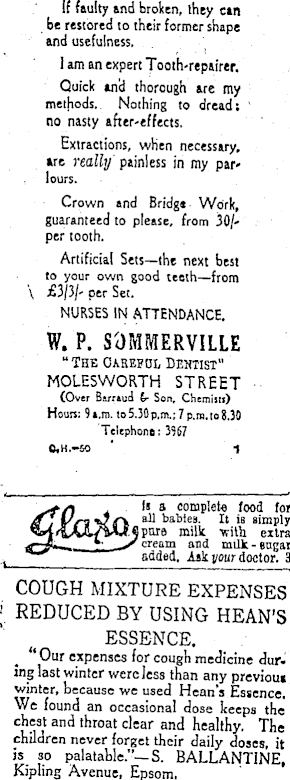 If faulty and broken, they can
be restored to their former shape
and usefulness.
I am an expert Tooth-repairer.
Quick and thorough are my
methods. Nothing to dread;
no nasty after-effects.
Extractions, when necessary,
are really painless in my par-
lours.
Crown and Bridge Work,
guaranteed to please, from 30/-
per tooth.
Artificial Sets—the next best
to your own good teeth—from
£3/3/- per Set.
NURSES IN ATTENDANCE.
W. P. SOMMERVILLE
"THE CAREFUL DENTIST"
MOLESWORTH STREET
(Over Barraud & Son, Chemists)
Hours: 9 a.m. to 5.30 p.m.; 7 p.m. to 8.30
Telephone: 3967
C.H.-50 1
Glaxo
Is a complete food for
all babies. It is simply
pure milk with extra
cream and milk-sugar
added. Ask your doctor. 3
COUGH MIXTURE EXPENSES
REDUCED BY USING HEAN'S
ESSENCE.
"Our expenses for cough medicine dur-
ing last winter were less than any previous
winter, because we used Hean's Essence.
We found an occasional dose keeps the
chest and throat clear and healthy. The
children never forget their daily doses, it
is so palatable."—S. BALLANTINE,
Kipling Avenue, Epsom.